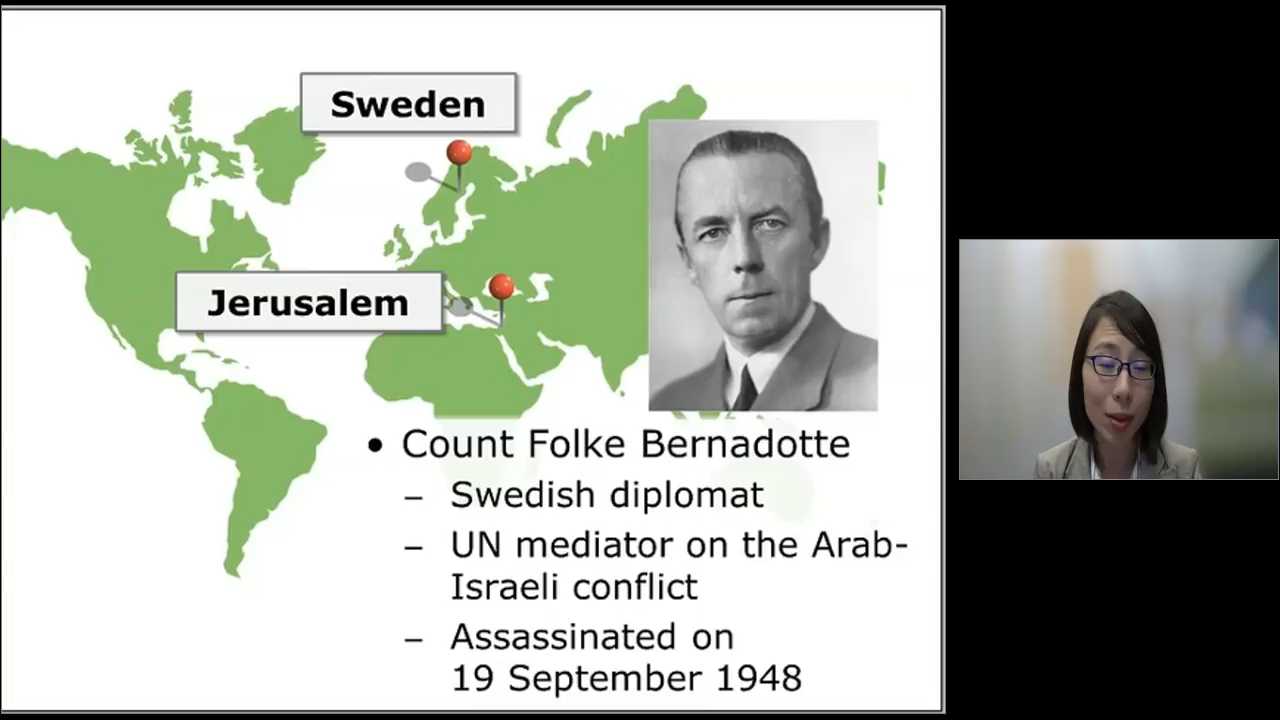 Sweden
Jerusalem
• Count Folke Bernadotte
– Swedish diplomat
– UN mediator on the Arab-
Israeli conflict
– Assassinated on
19 September 1948